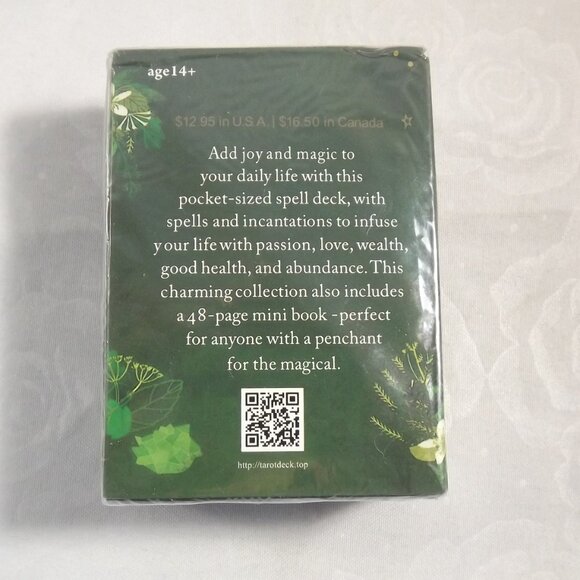 age14+
$12.95 in U.S.A. | $16.50 in Canada
Add joy and magic to
your daily life with this
pocket-sized spell deck, with
spells and incantations to infuse
your life with passion, love, wealth,
good health, and abundance. This
charming collection also includes
a 48-page mini book -perfect
for anyone with a penchant
for the magical.
http://tarotdeck.top